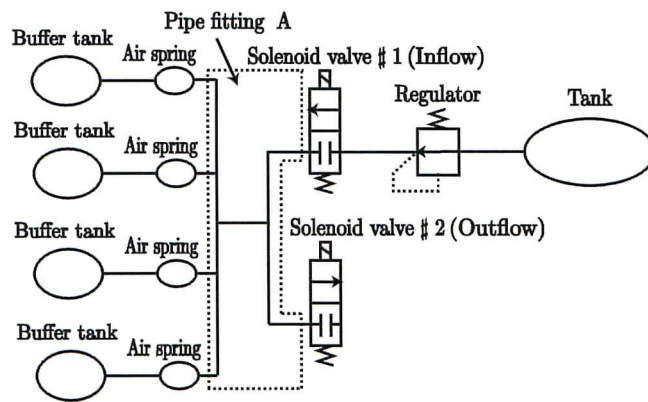 Pipe fitting A
Buffer tank
Air spring
Solenoid valve ♯ 1 (Inflow)
Regulator
Tank
Buffer tank
Air spring
Buffer tank
Air spring
Solenoid valve ♯ 2 (Outflow)
Buffer tank
Air spring